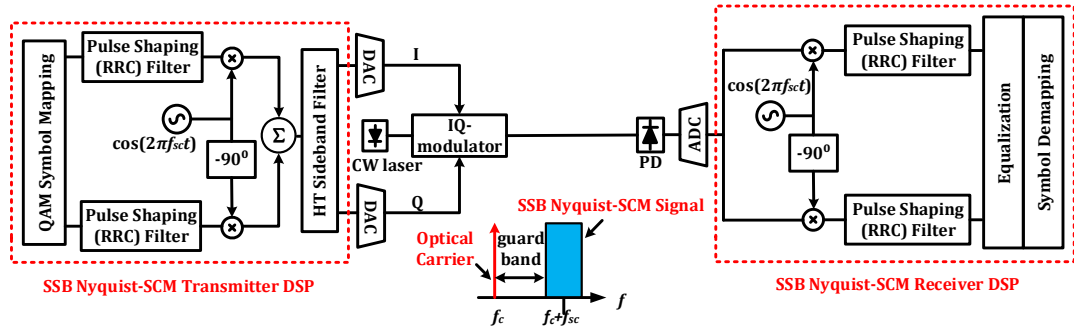 QAM Symbol Mapping
Pulse Shaping
(RRC) Filter
cos(2πfsct)
-90⁰
Pulse Shaping
(RRC) Filter
Σ
HT Sideband Filter
SSB Nyquist-SCM Transmitter DSP
DAC
I
CW laser
IQ-
modulator
DAC
Q
PD
ADC
SSB Nyquist-SCM Signal
Optical
Carrier
guard
band
fc
fc+fsc
f
cos(2πfsct)
-90⁰
Pulse Shaping
(RRC) Filter
Pulse Shaping
(RRC) Filter
Equalization
Symbol Demapping
SSB Nyquist-SCM Receiver DSP